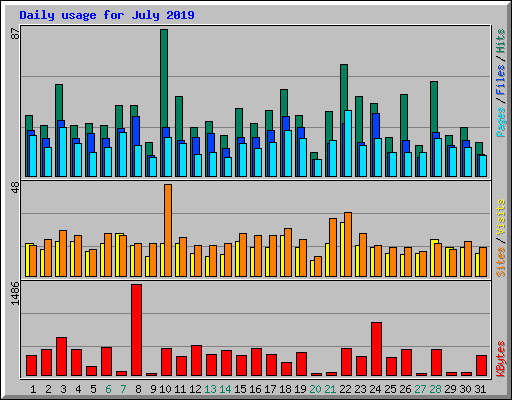 Daily usage for July 2019
87
Pages / Files / Hits
48
Sites / Visits
1486
KBytes
1 2 3 4 5 6 7 8 9 10 11 12 13 14 15 16 17 18 19 20 21 22 23 24 25 26 27 28 29 30 31